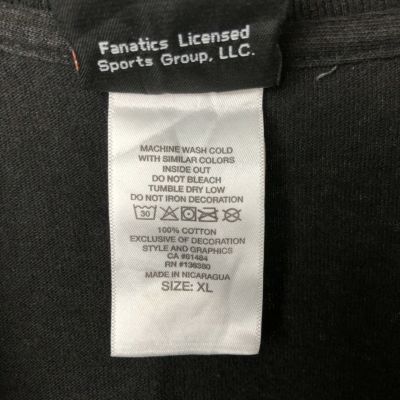 Fanatics Licensed
Sports Group, LLC.
MACHINE WASH COLD
WITH SIMILAR COLORS
INSIDE OUT
DO NOT BLEACH
TUMBLE DRY LOW
DO NOT IRON DECORATION
30
100% COTTON
EXCLUSIVE OF DECORATION
STYLE AND GRAPHICS
CA #61484
RN #136380
MADE IN NICARAGUA
SIZE: XL